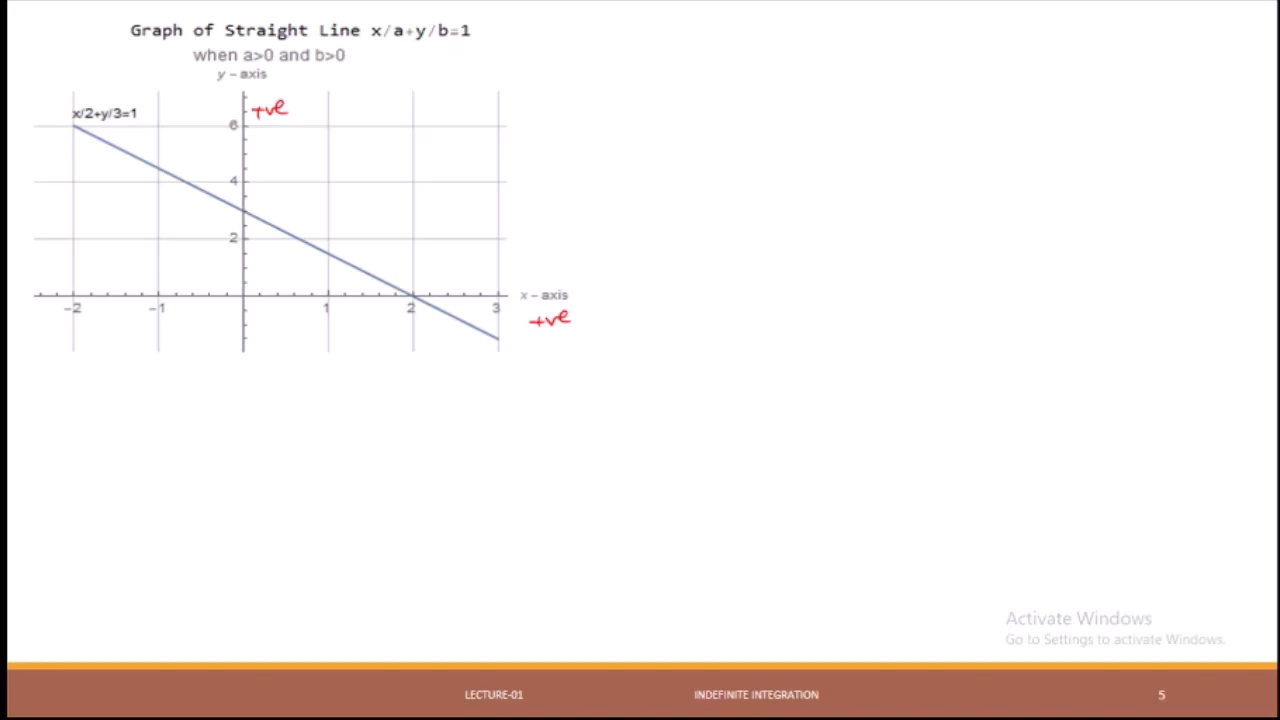 Graph of Straight Line x/a+y/b=1
when a>0 and b>0
y – axis
+ve
x/2+y/3=1
6
4
2
x – axis
−2 −1 1 2 3
+ve
Activate Windows
Go to Settings to activate Windows.
LECTURE-01 INDEFINITE INTEGRATION 5